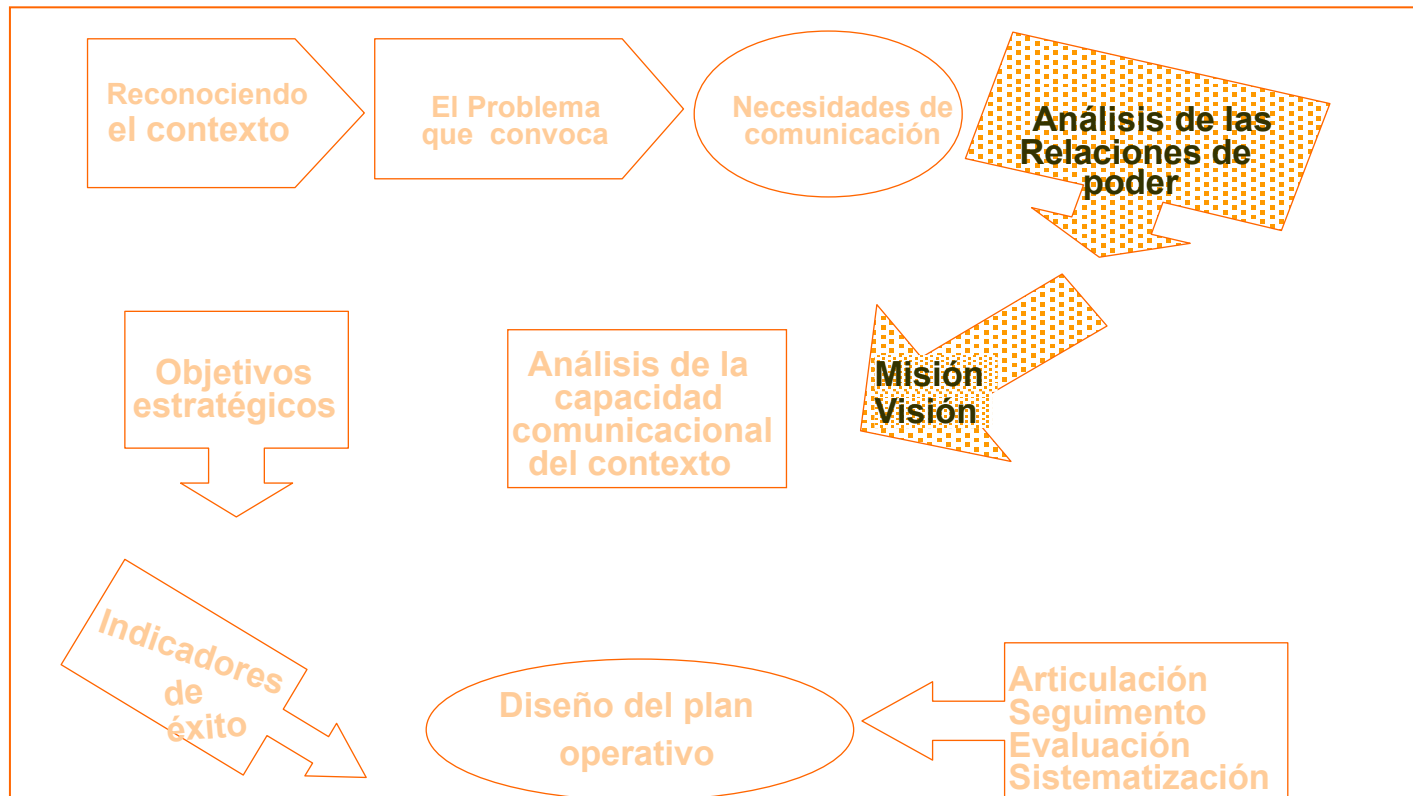 Reconociendo
el contexto
El Problema
que convoca
Necesidades de
comunicación
Análisis de las
Relaciones de
poder
Objetivos
estratégicos
Análisis de la
capacidad
comunicacional
del contexto
Misión
Visión
Indicadores
de
éxito
Diseño del plan
operativo
Articulación
Seguimento
Evaluación
Sistematización